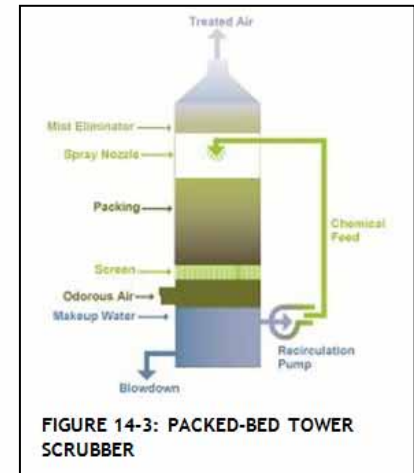 Treated Air
Mist Eliminator
Spray Nozzle
Packing
Chemical
Feed
Screen
Odorous Air
Makeup Water
Recirculation
Pump
Blowdown
FIGURE 14-3: PACKED-BED TOWER
SCRUBBER